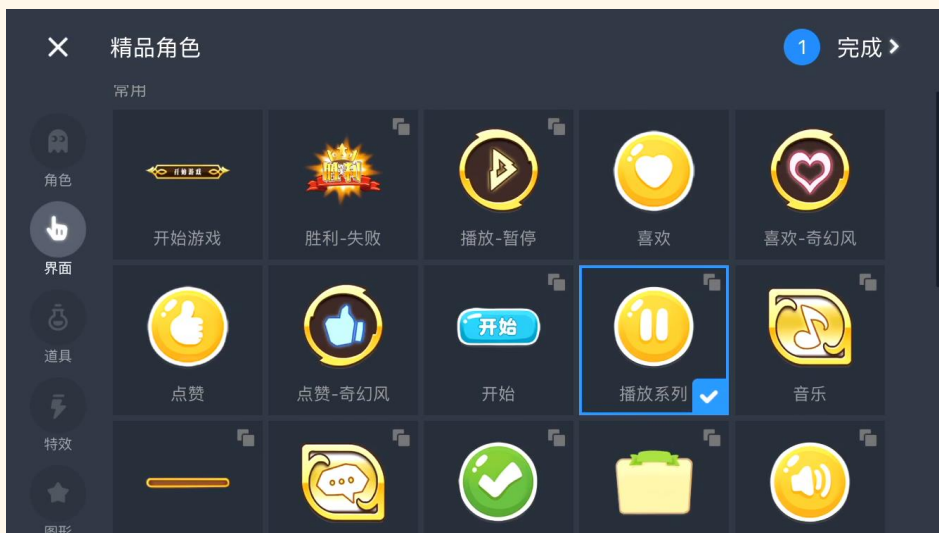 精品角色
1 完成
常用
角色
界面
道具
特效
图形
开始游戏
胜利-失败
播放-暂停
喜欢
喜欢-奇幻风
点赞
点赞-奇幻风
开始
开始
播放系列
音乐